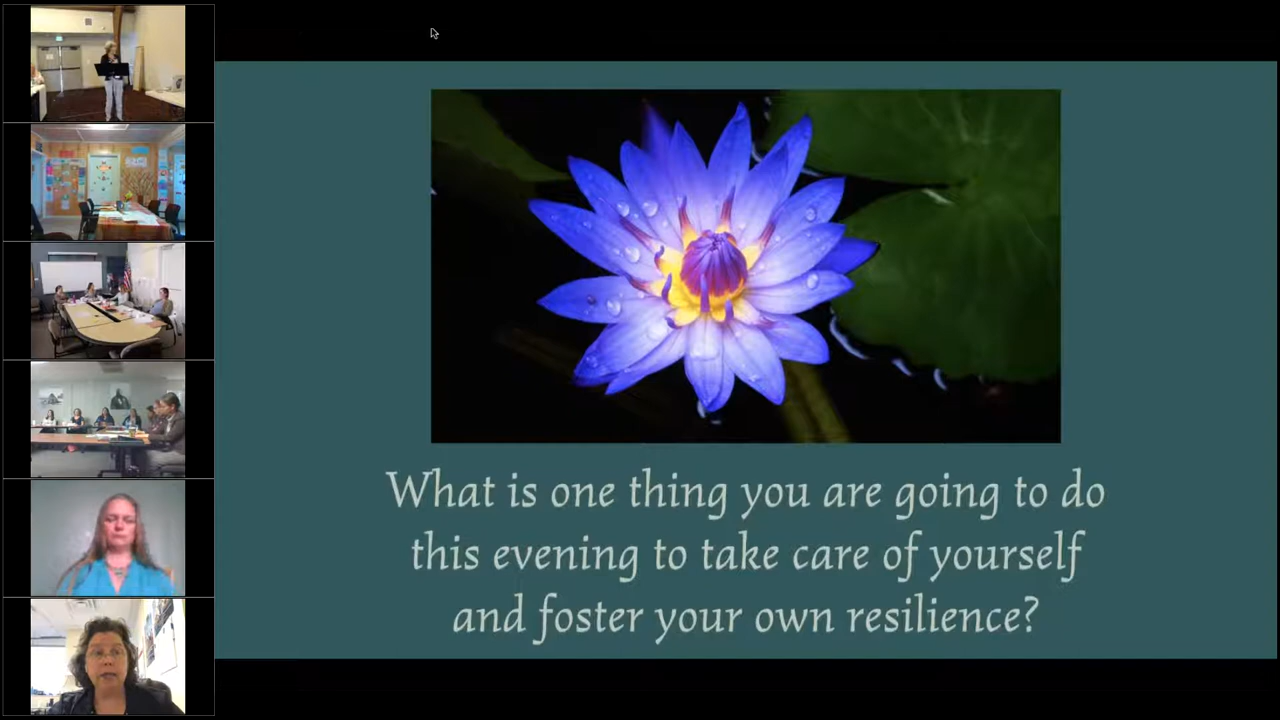 What is one thing you are going to do
this evening to take care of yourself
and foster your own resilience?